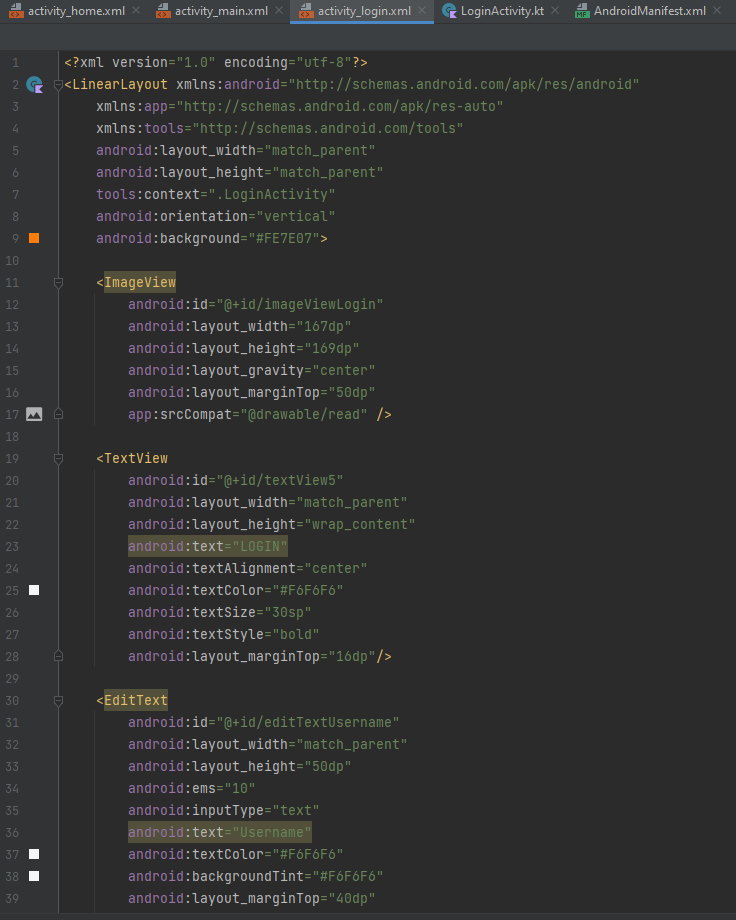 activity_home.xml activity_main.xml activity_login.xml LoginActivity.kt AndroidManifest.xml
1 <?xml version="1.0" encoding="utf-8"?>
2 <LinearLayout xmlns:android="http://schemas.android.com/apk/res/android"
3 xmlns:app="http://schemas.android.com/apk/res-auto"
4 xmlns:tools="http://schemas.android.com/tools"
5 android:layout_width="match_parent"
6 android:layout_height="match_parent"
7 tools:context=".LoginActivity"
8 android:orientation="vertical"
9 android:background="#FE7E07">
10
11 <ImageView
12 android:id="@+id/imageViewLogin"
13 android:layout_width="167dp"
14 android:layout_height="169dp"
15 android:layout_gravity="center"
16 android:layout_marginTop="50dp"
17 app:srcCompat="@drawable/read" />
18
19 <TextView
20 android:id="@+id/textView5"
21 android:layout_width="match_parent"
22 android:layout_height="wrap_content"
23 android:text="LOGIN"
24 android:textAlignment="center"
25 android:textColor="#F6F6F6"
26 android:textSize="30sp"
27 android:textStyle="bold"
28 android:layout_marginTop="16dp"/>
29
30 <EditText
31 android:id="@+id/editTextUsername"
32 android:layout_width="match_parent"
33 android:layout_height="50dp"
34 android:ems="10"
35 android:inputType="text"
36 android:text="Username"
37 android:textColor="#F6F6F6"
38 android:backgroundTint="#F6F6F6"
39 android:layout_marginTop="40dp"